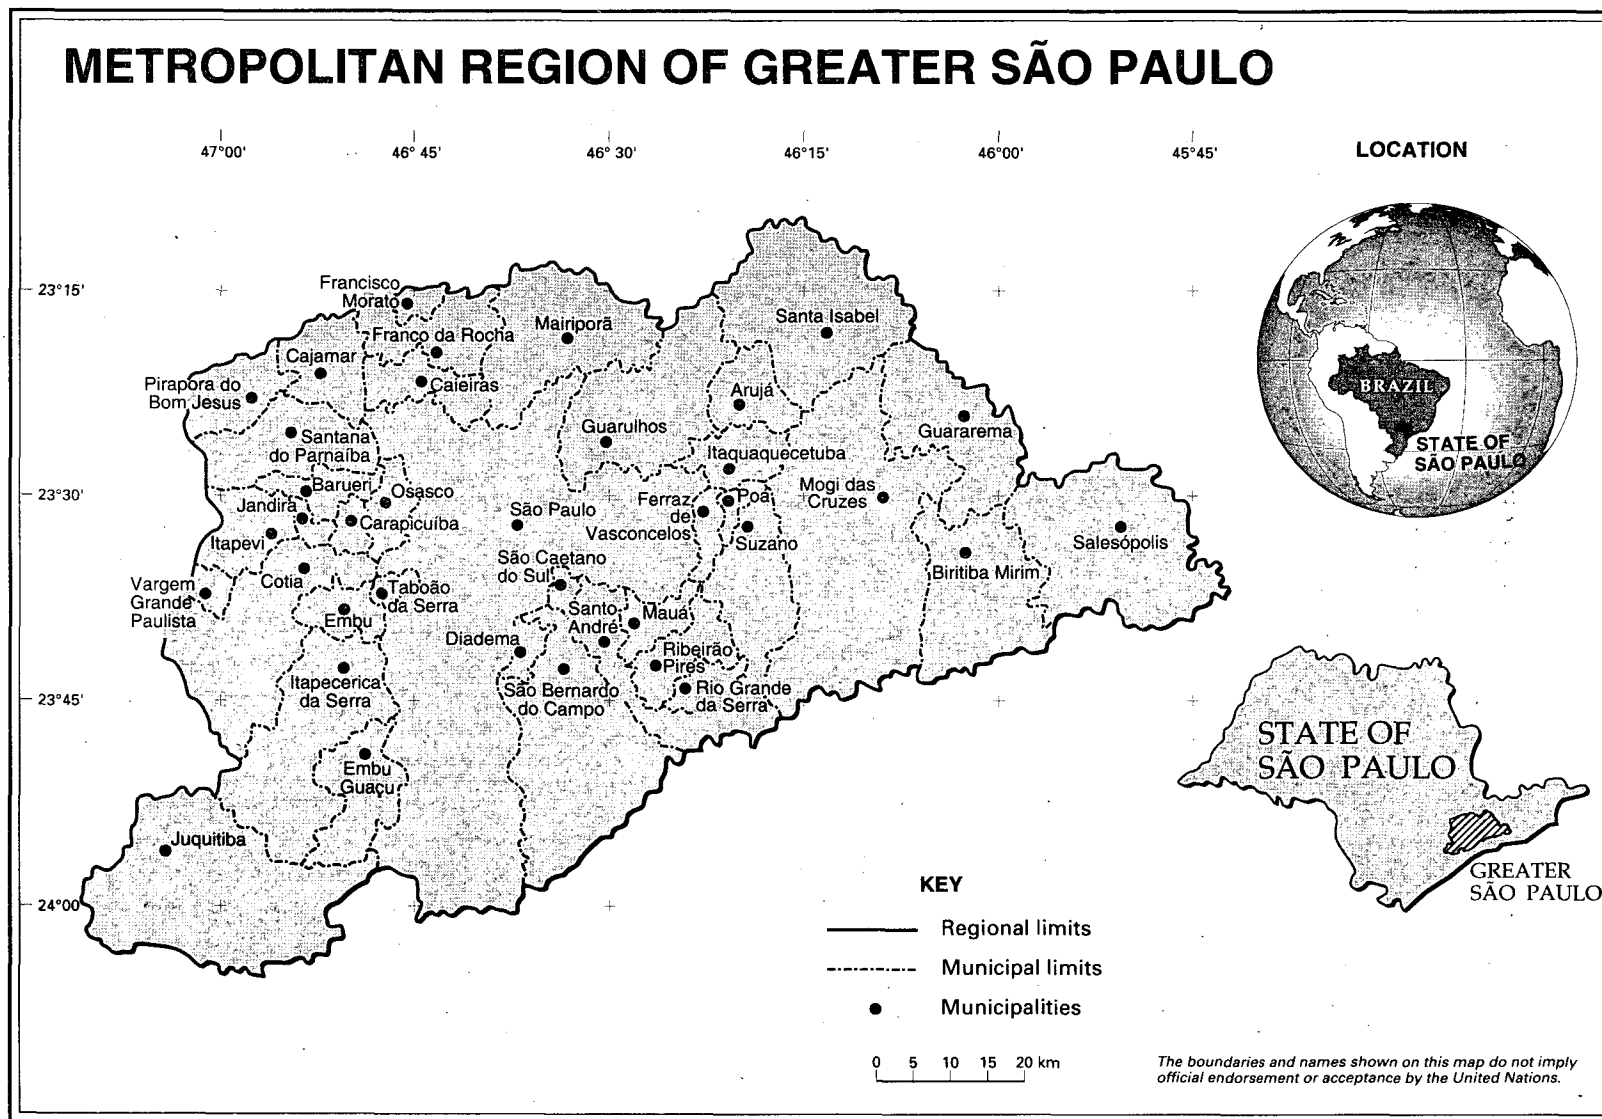 METROPOLITAN REGION OF GREATER SÃO PAULO
47°00'
46° 45'
46° 30'
46°15'
46°00'
45°45'
23°15'
23°30'
23°45'
24°00'
Francisco
Morato
Franco da Rocha
Mairiporã
Santa Isabel
Cajamar
Caieiras
Pirapora do
Bom Jesus
Arujá
Santana
do Parnaíba
Guarulhos
Guararema
Itaquaquecetuba
Barueri
Osasco
Jandira
Carapicuíba
São Paulo
Ferraz
de
Vasconcelos
Poá
Suzano
Mogi das
Cruzes
Itapevi
Cotia
São Caetano
do Sul
Salesópolis
Biritiba Mirim
Vargem
Grande
Paulista
Taboão
da Serra
Embu
Santo
André
Mauá
Diadema
Ribeirão
Pires
Itapecerica
da Serra
São Bernardo
do Campo
Rio Grande
da Serra
Embu
Guaçu
Juquitiba
LOCATION
BRAZIL
STATE OF
SÃO PAULO
STATE OF
SÃO PAULO
GREATER
SÃO PAULO
KEY
Regional limits
Municipal limits
Municipalities
0 5 10 15 20 km
The boundaries and names shown on this map do not imply
official endorsement or acceptance by the United Nations.